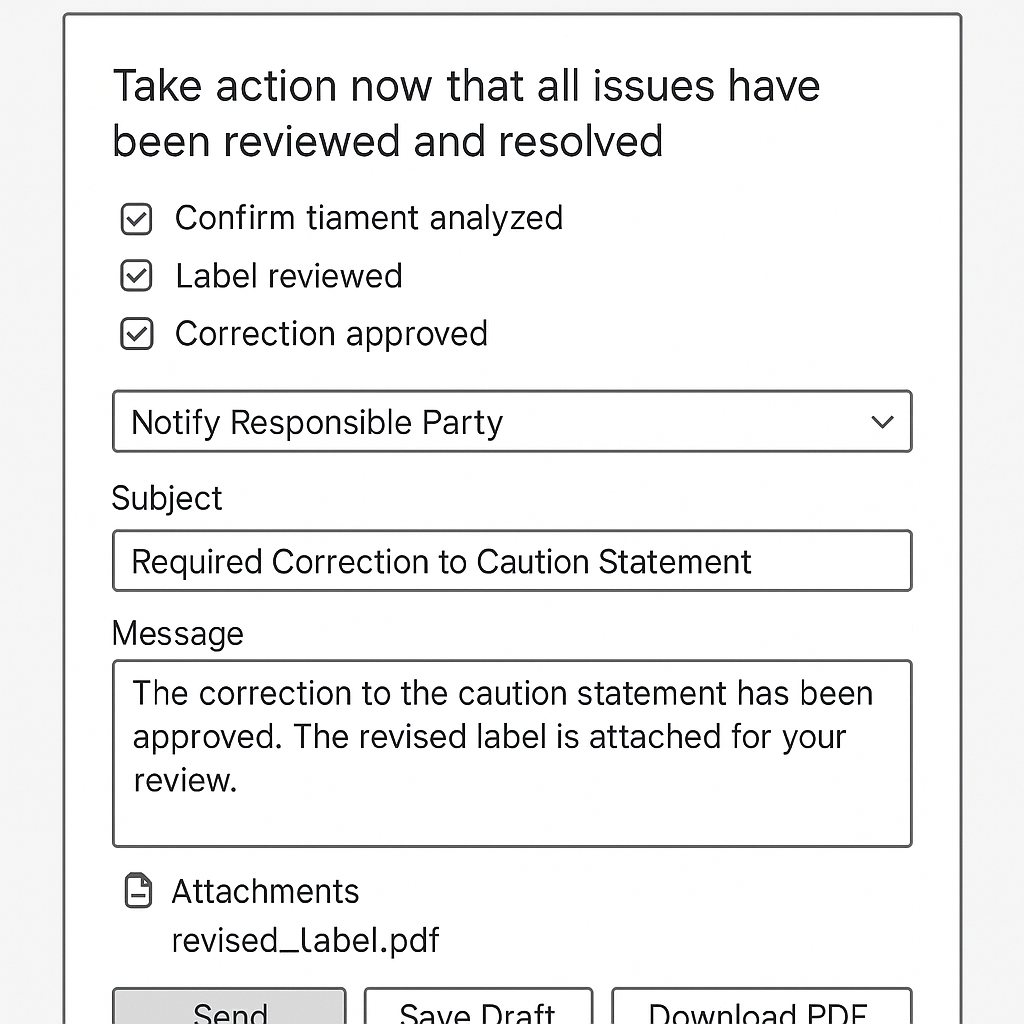 Take action now that all issues have
been reviewed and resolved
Confirm tiament analyzed
Label reviewed
Correction approved
Notify Responsible Party
Subject
Required Correction to Caution Statement
Message
The correction to the caution statement has been
approved. The revised label is attached for your
review.
Attachments
revised_label.pdf
Send
Save Draft
Download PDF